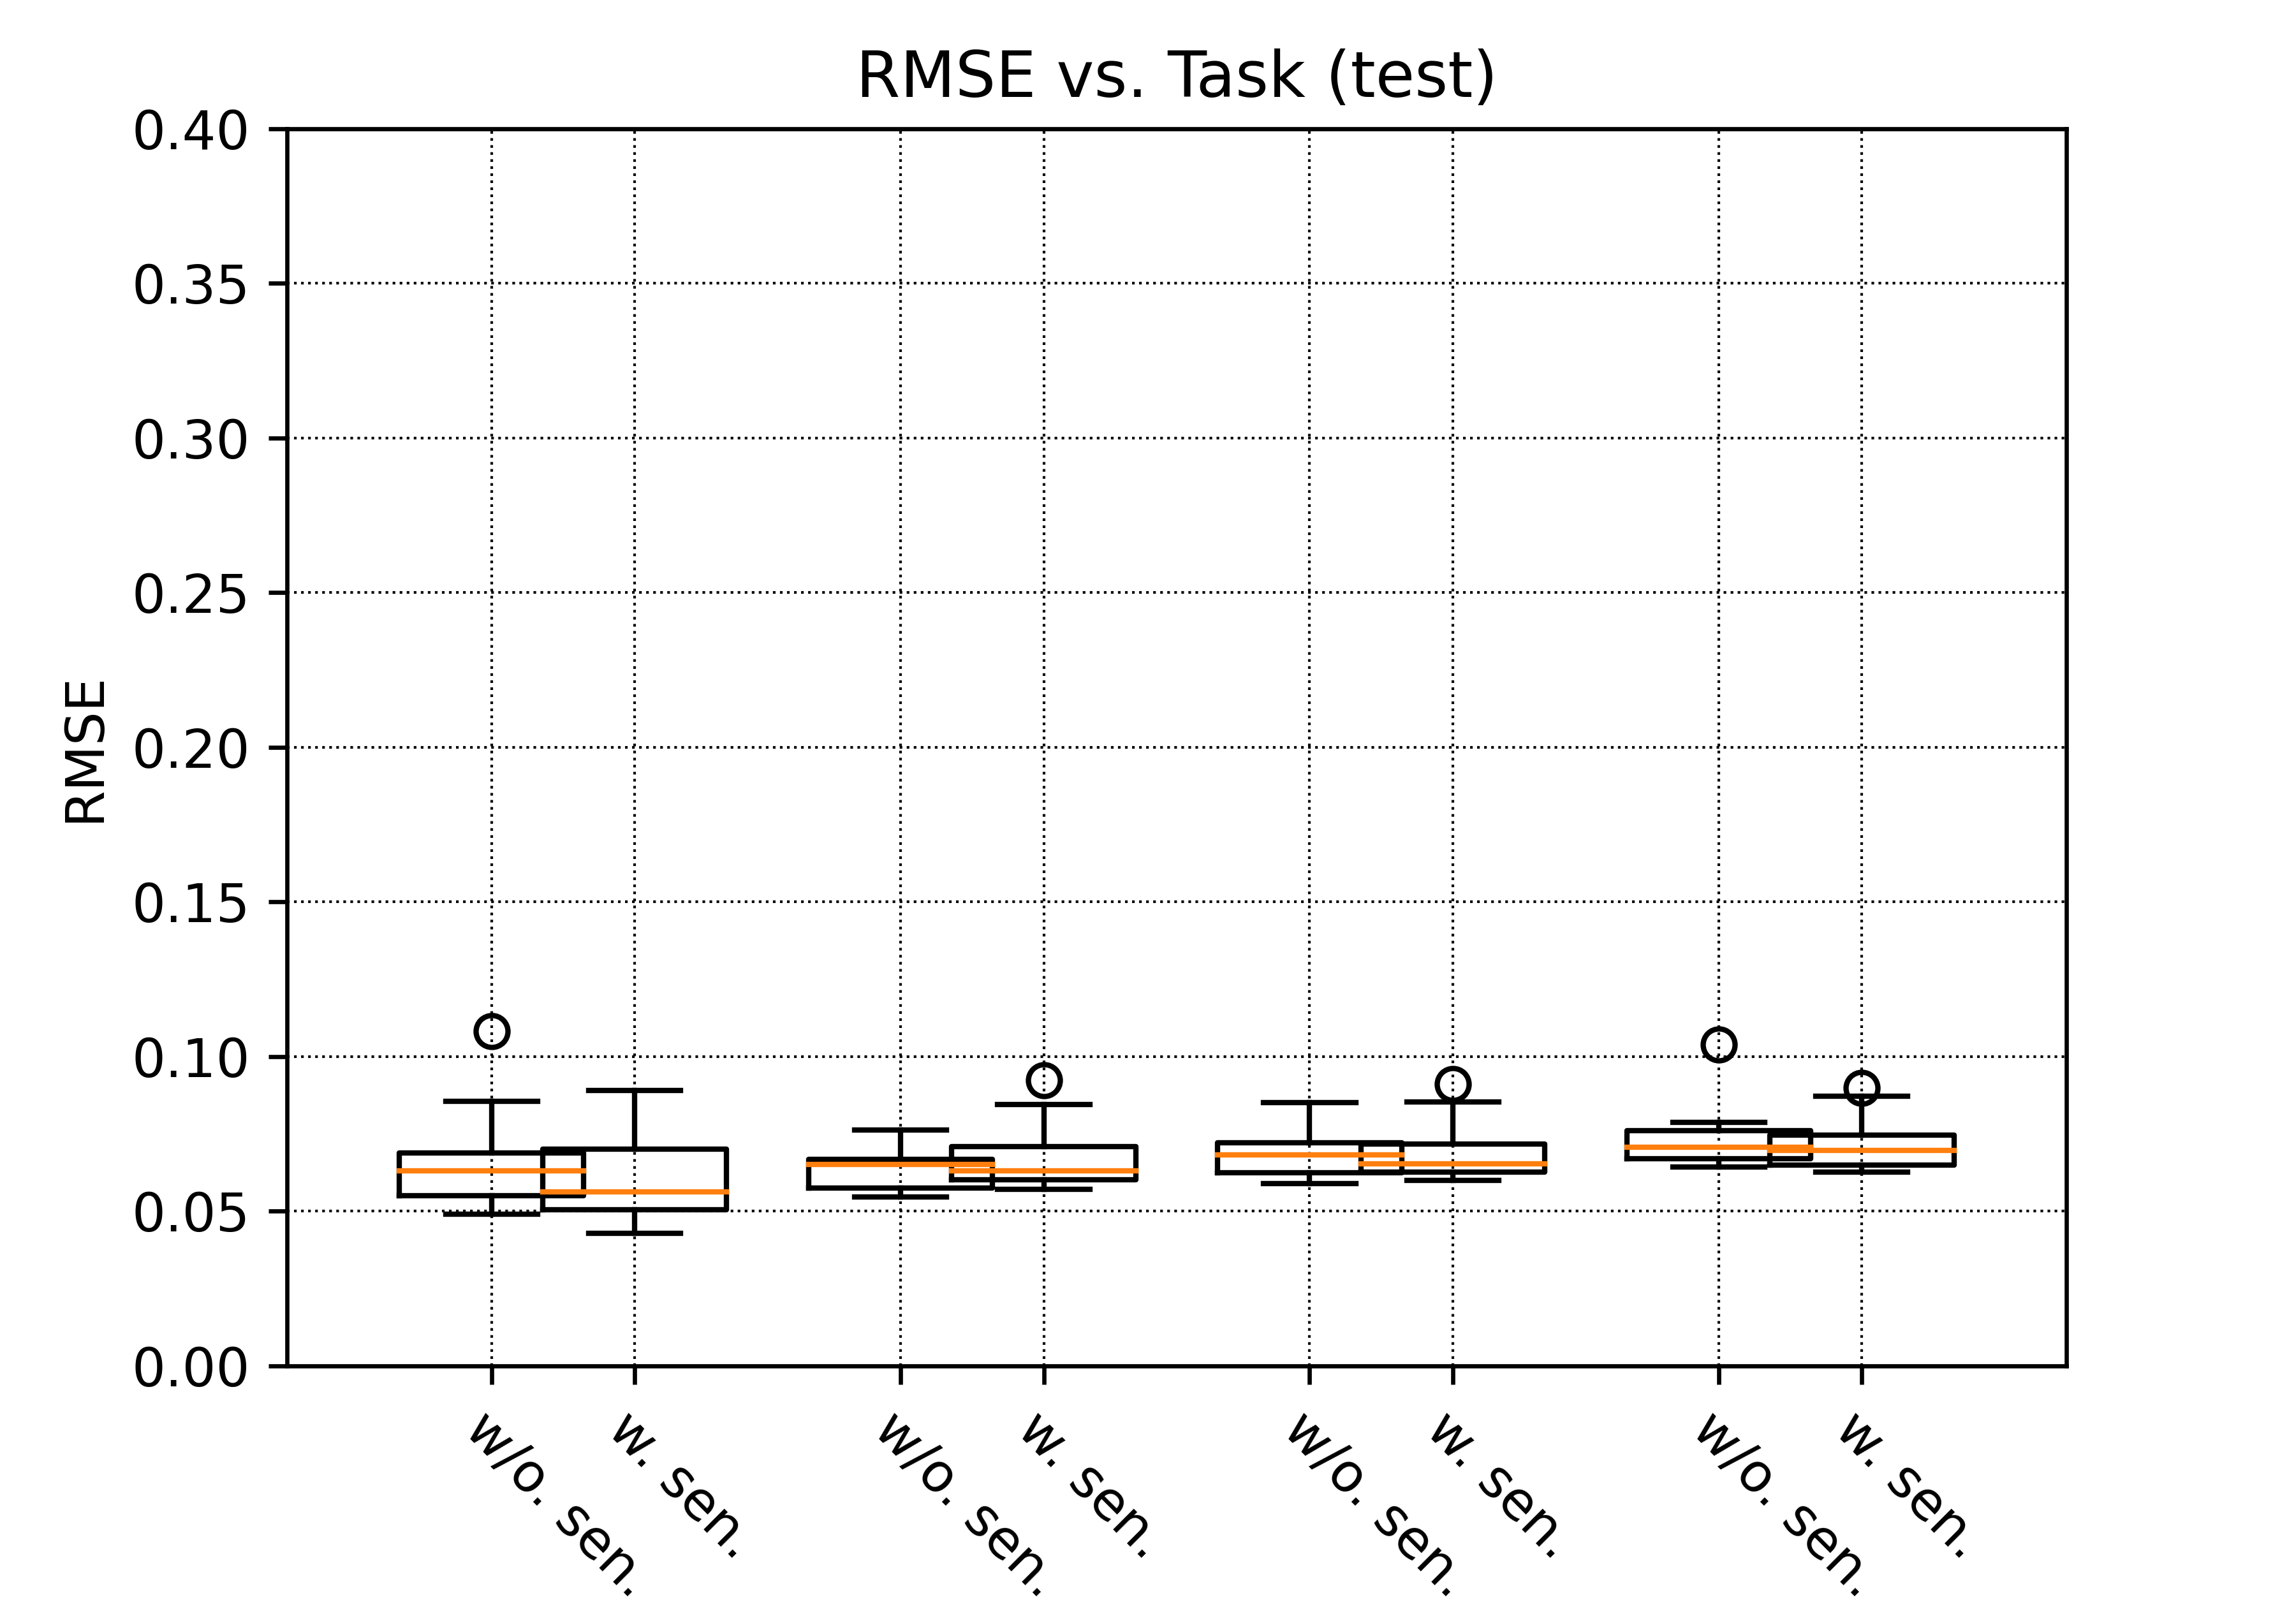 RMSE vs. Task (test)
0.40
0.35
0.30
0.25
0.20
0.15
0.10
0.05
0.00
RMSE
w/o. sen.
w. sen.
w/o. sen.
w. sen.
w/o. sen.
w. sen.
w/o. sen.
w. sen.